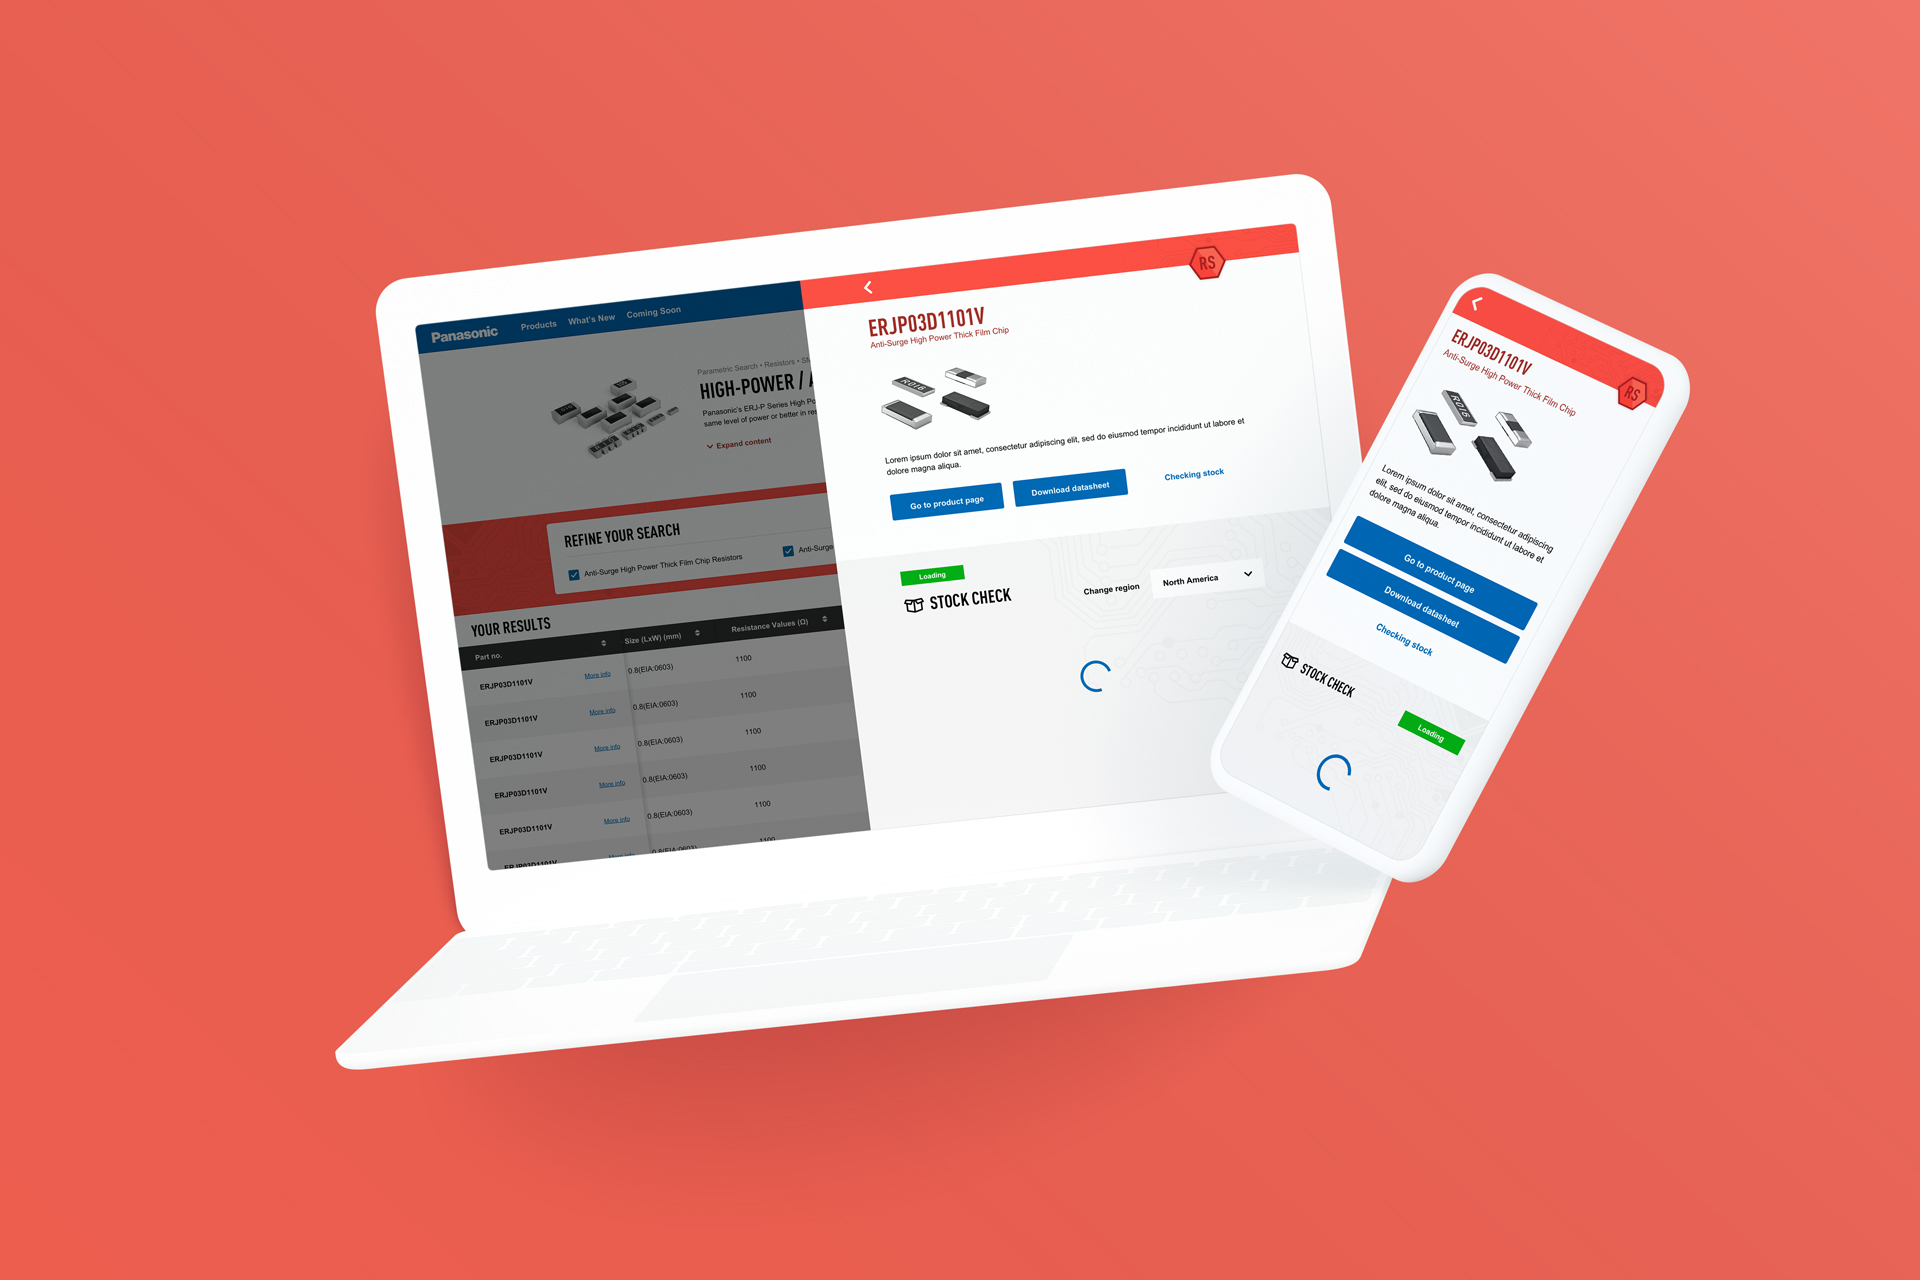 Panasonic
Products
What's New
Coming Soon
Parametric Search • Resistors •
HIGH-POWER /
Panasonic's ERJ-P Series High
same level of power or better in
Expand content
REFINE YOUR SEARCH
Anti-Surge High Power Thick Film Chip Resistors
Anti-Surge
YOUR RESULTS
Part no.
Size (LxW) (mm)
Resistance Values (Ω)
ERJP03D1101V
More info
0.8(EIA:0603)
1100
ERJP03D1101V
More info
0.8(EIA:0603)
1100
ERJP03D1101V
More info
0.8(EIA:0603)
1100
ERJP03D1101V
More info
0.8(EIA:0603)
1100
ERJP03D1101V
More info
0.8(EIA:0603)
1100
ERJP03D1101V
More info
0.8(EIA:0603)
1100
RS
ERJP03D1101V
Anti-Surge High Power Thick Film Chip
R016
Lorem ipsum dolor sit amet, consectetur adipiscing elit, sed do eiusmod tempor incididunt ut labore et
dolore magna aliqua.
Go to product page
Download datasheet
Checking stock
Loading
STOCK CHECK
Change region
North America
ERJP03D1101V
Anti-Surge High Power Thick Film Chip
RS
R016
Lorem ipsum dolor sit amet, consectetur adipiscing
elit, sed do eiusmod tempor incididunt ut labore et
dolore magna aliqua.
Go to product page
Download datasheet
Checking stock
STOCK CHECK
Loading